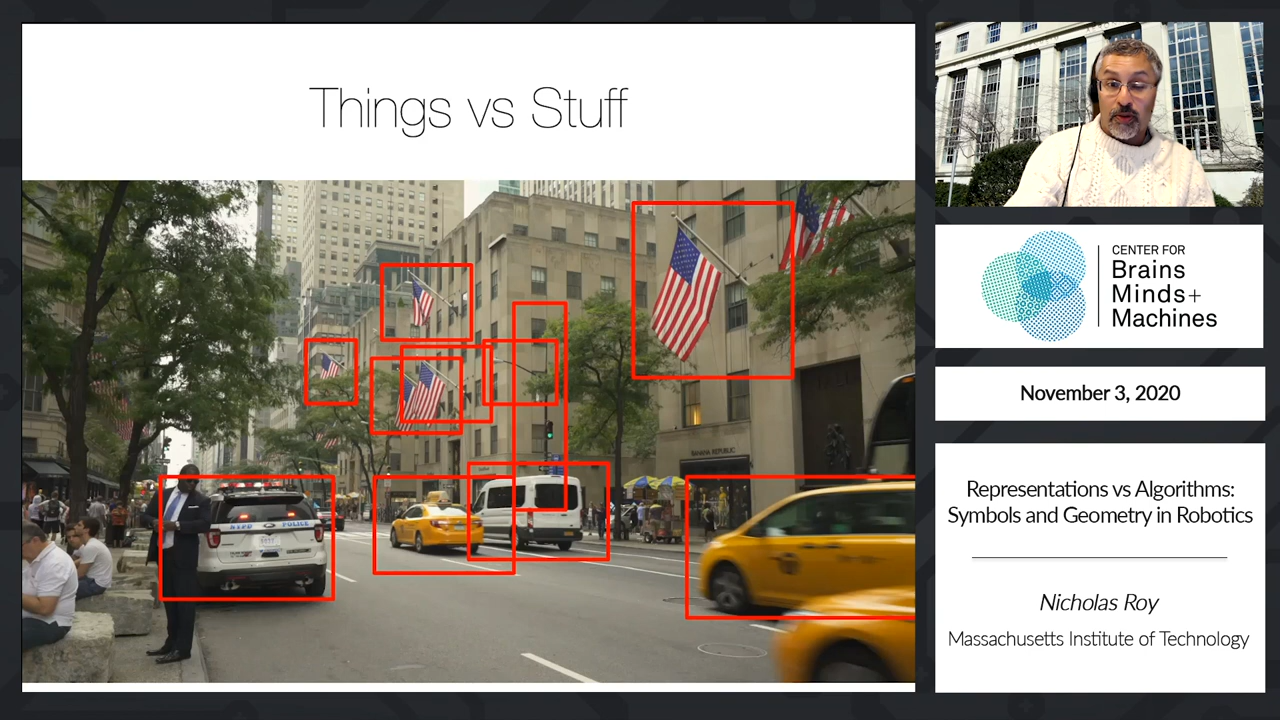 Things vs Stuff
NYPD POLICE
BANANA REPUBLIC
CENTER FOR
Brains
Minds+
Machines
November 3, 2020
Representations vs Algorithms:
Symbols and Geometry in Robotics
Nicholas Roy
Massachusetts Institute of Technology